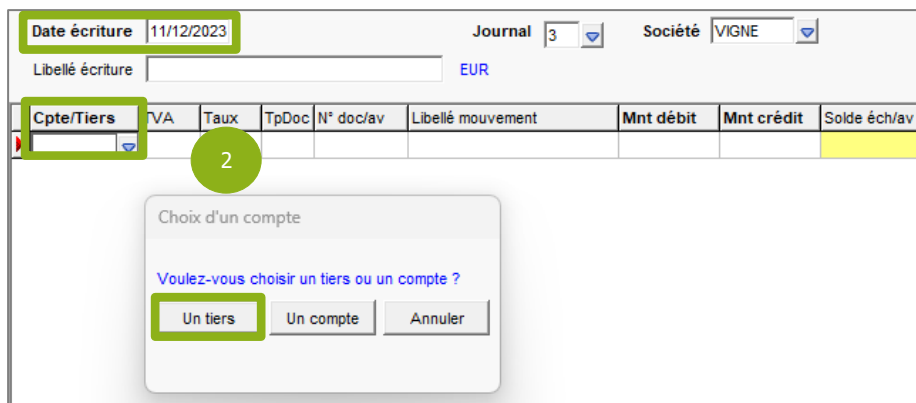 Date écriture 11/12/2023 Journal 3 Société VIGNE
Libellé écriture EUR
Cpte/Tiers TVA Taux TpDoc N° doc/av Libellé mouvement Mnt débit Mnt crédit Solde éch/av
2
Choix d'un compte
Voulez-vous choisir un tiers ou un compte ?
Un tiers Un compte Annuler